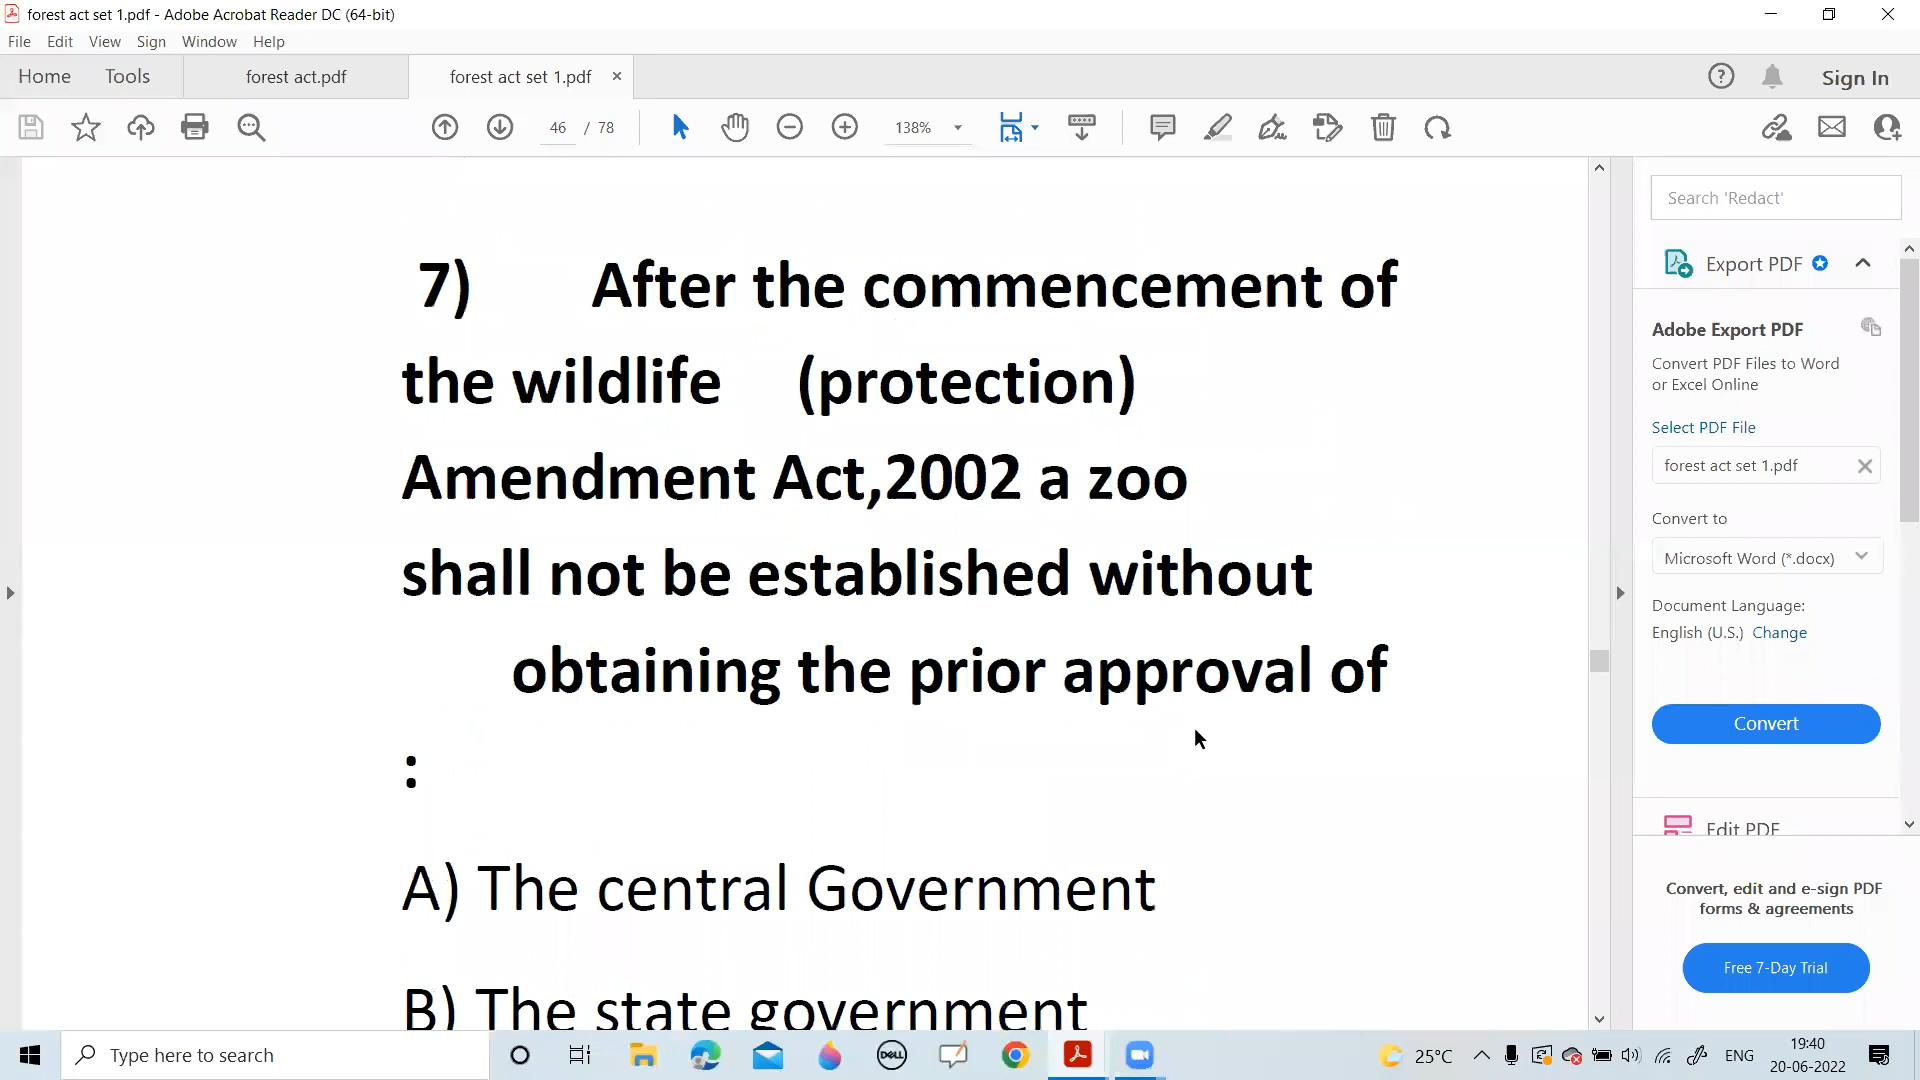 forest act set 1.pdf - Adobe Acrobat Reader DC (64-bit)
File Edit View Sign Window Help
Home Tools forest act.pdf forest act set 1.pdf Sign In
46 / 78 138%
7) After the commencement of
the wildlife (protection)
Amendment Act,2002 a zoo
shall not be established without
obtaining the prior approval of
:
A) The central Government
B) The state government
Search 'Redact'
Export PDF
Adobe Export PDF
Convert PDF Files to Word
or Excel Online
Select PDF File
forest act set 1.pdf
Convert to
Microsoft Word (*.docx)
Document Language:
English (U.S.) Change
Convert
Edit PDF
Convert, edit and e-sign PDF
forms & agreements
Free 7-Day Trial
Type here to search
DELL
25°C
ENG
19:40
20-06-2022